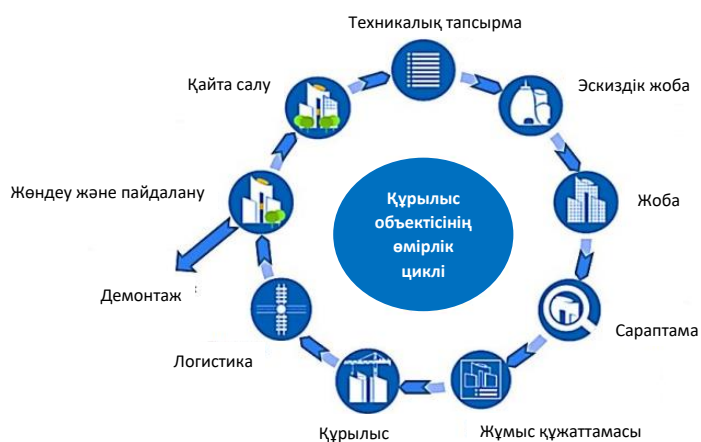 Техникалық тапсырма
Эскиздік жоба
Жоба
Сараптама
Жұмыс құжаттамасы
Құрылыс
Логистика
Демонтаж
Жөндеу және пайдалану
Қайта салу
Құрылыс
объектісінің
өмірлік
циклі